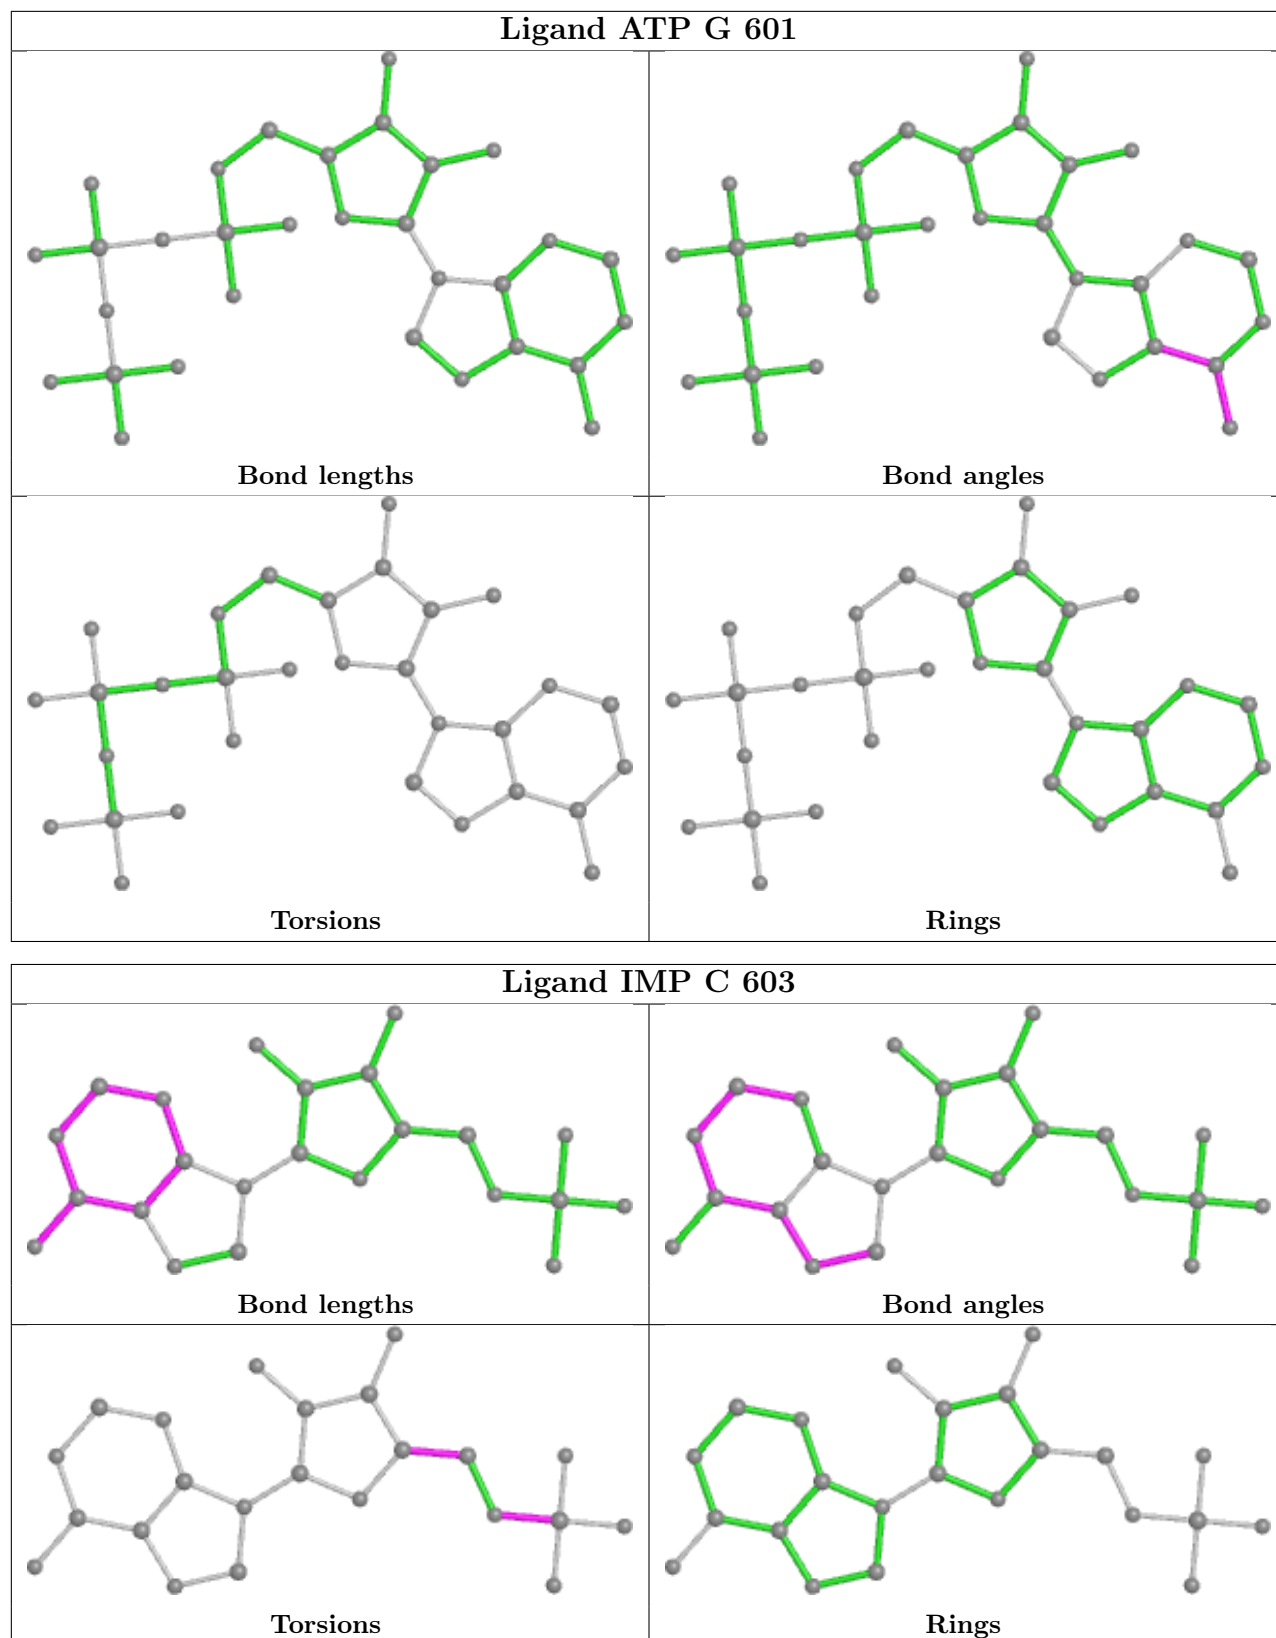 Ligand ATP G 601
Bond lengths
Bond angles
Torsions
Rings
Ligand IMP C 603
Bond lengths
Bond angles
Torsions
Rings